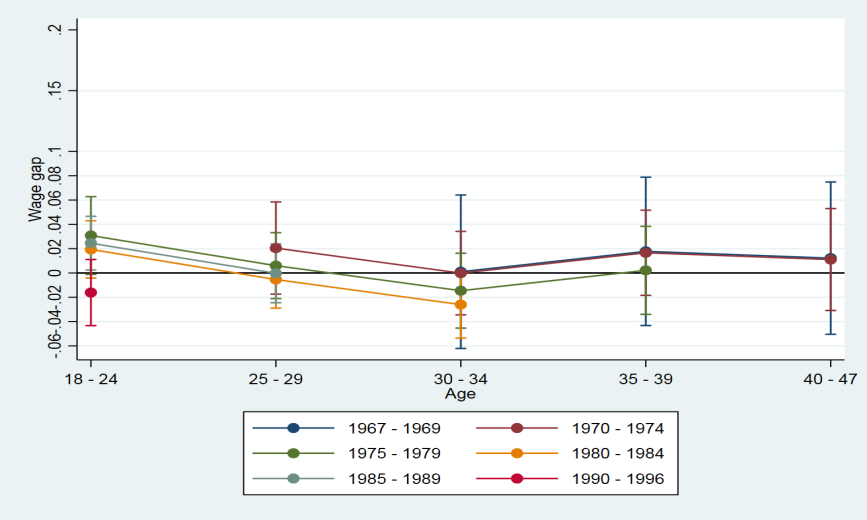 .2
.15
.1
.08
.06
.04
.02
0
-.02
-.04
-.06
Wage gap
18 - 24 25 - 29 30 - 34 35 - 39 40 - 47
Age
1967 - 1969 1970 - 1974
1975 - 1979 1980 - 1984
1985 - 1989 1990 - 1996